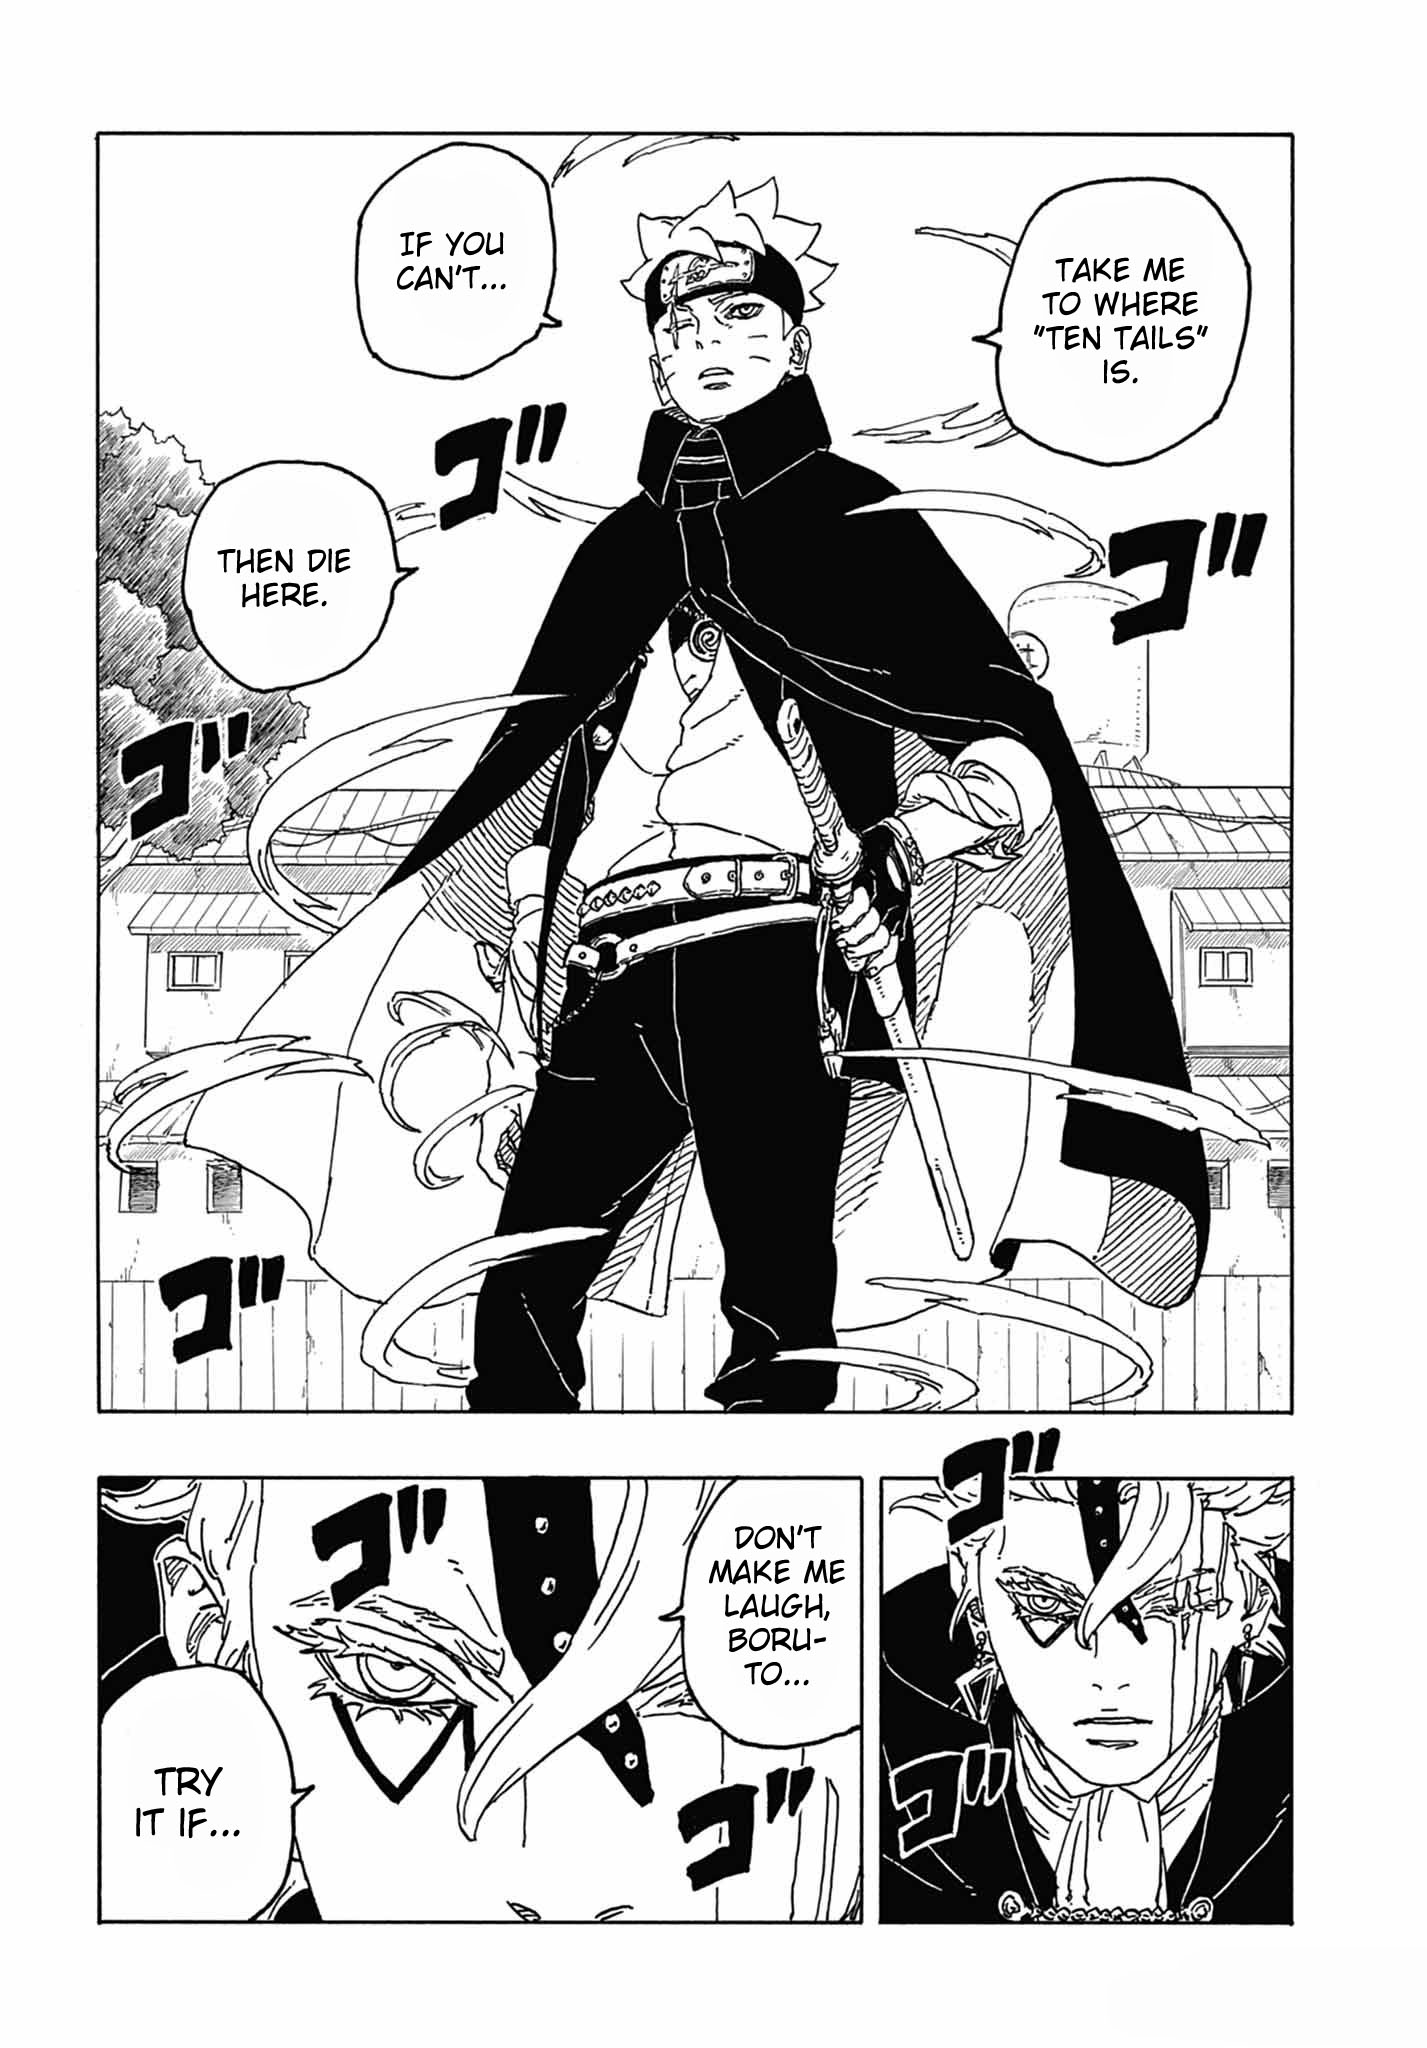 TAKE ME
TO WHERE
"TEN TAILS"
IS.
IF YOU
CAN'T...
THEN DIE
HERE.
ゴ
ゴ
ゴ
ゴ
ゴ
ゴ
DON'T
MAKE ME
LAUGH,
BORU-
TO...
ゴ
ゴ
TRY
IT IF...